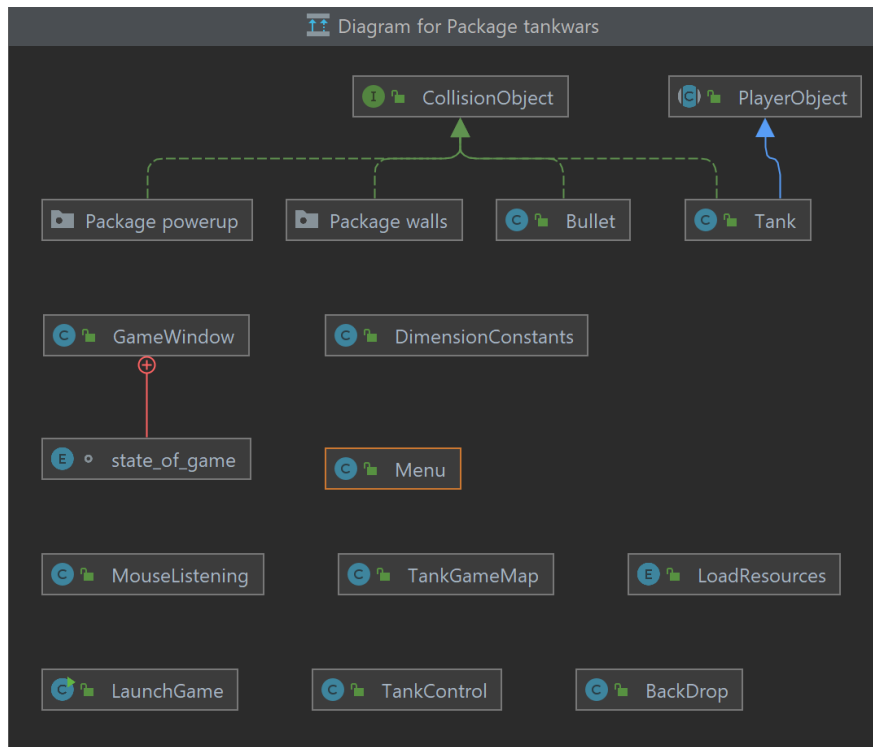 Diagram for Package tankwars
I CollisionObject
C PlayerObject
Package powerup
Package walls
C Bullet
C Tank
C GameWindow
C DimensionConstants
E state_of_game
C Menu
C MouseListening
C TankGameMap
E LoadResources
C LaunchGame
C TankControl
C BackDrop